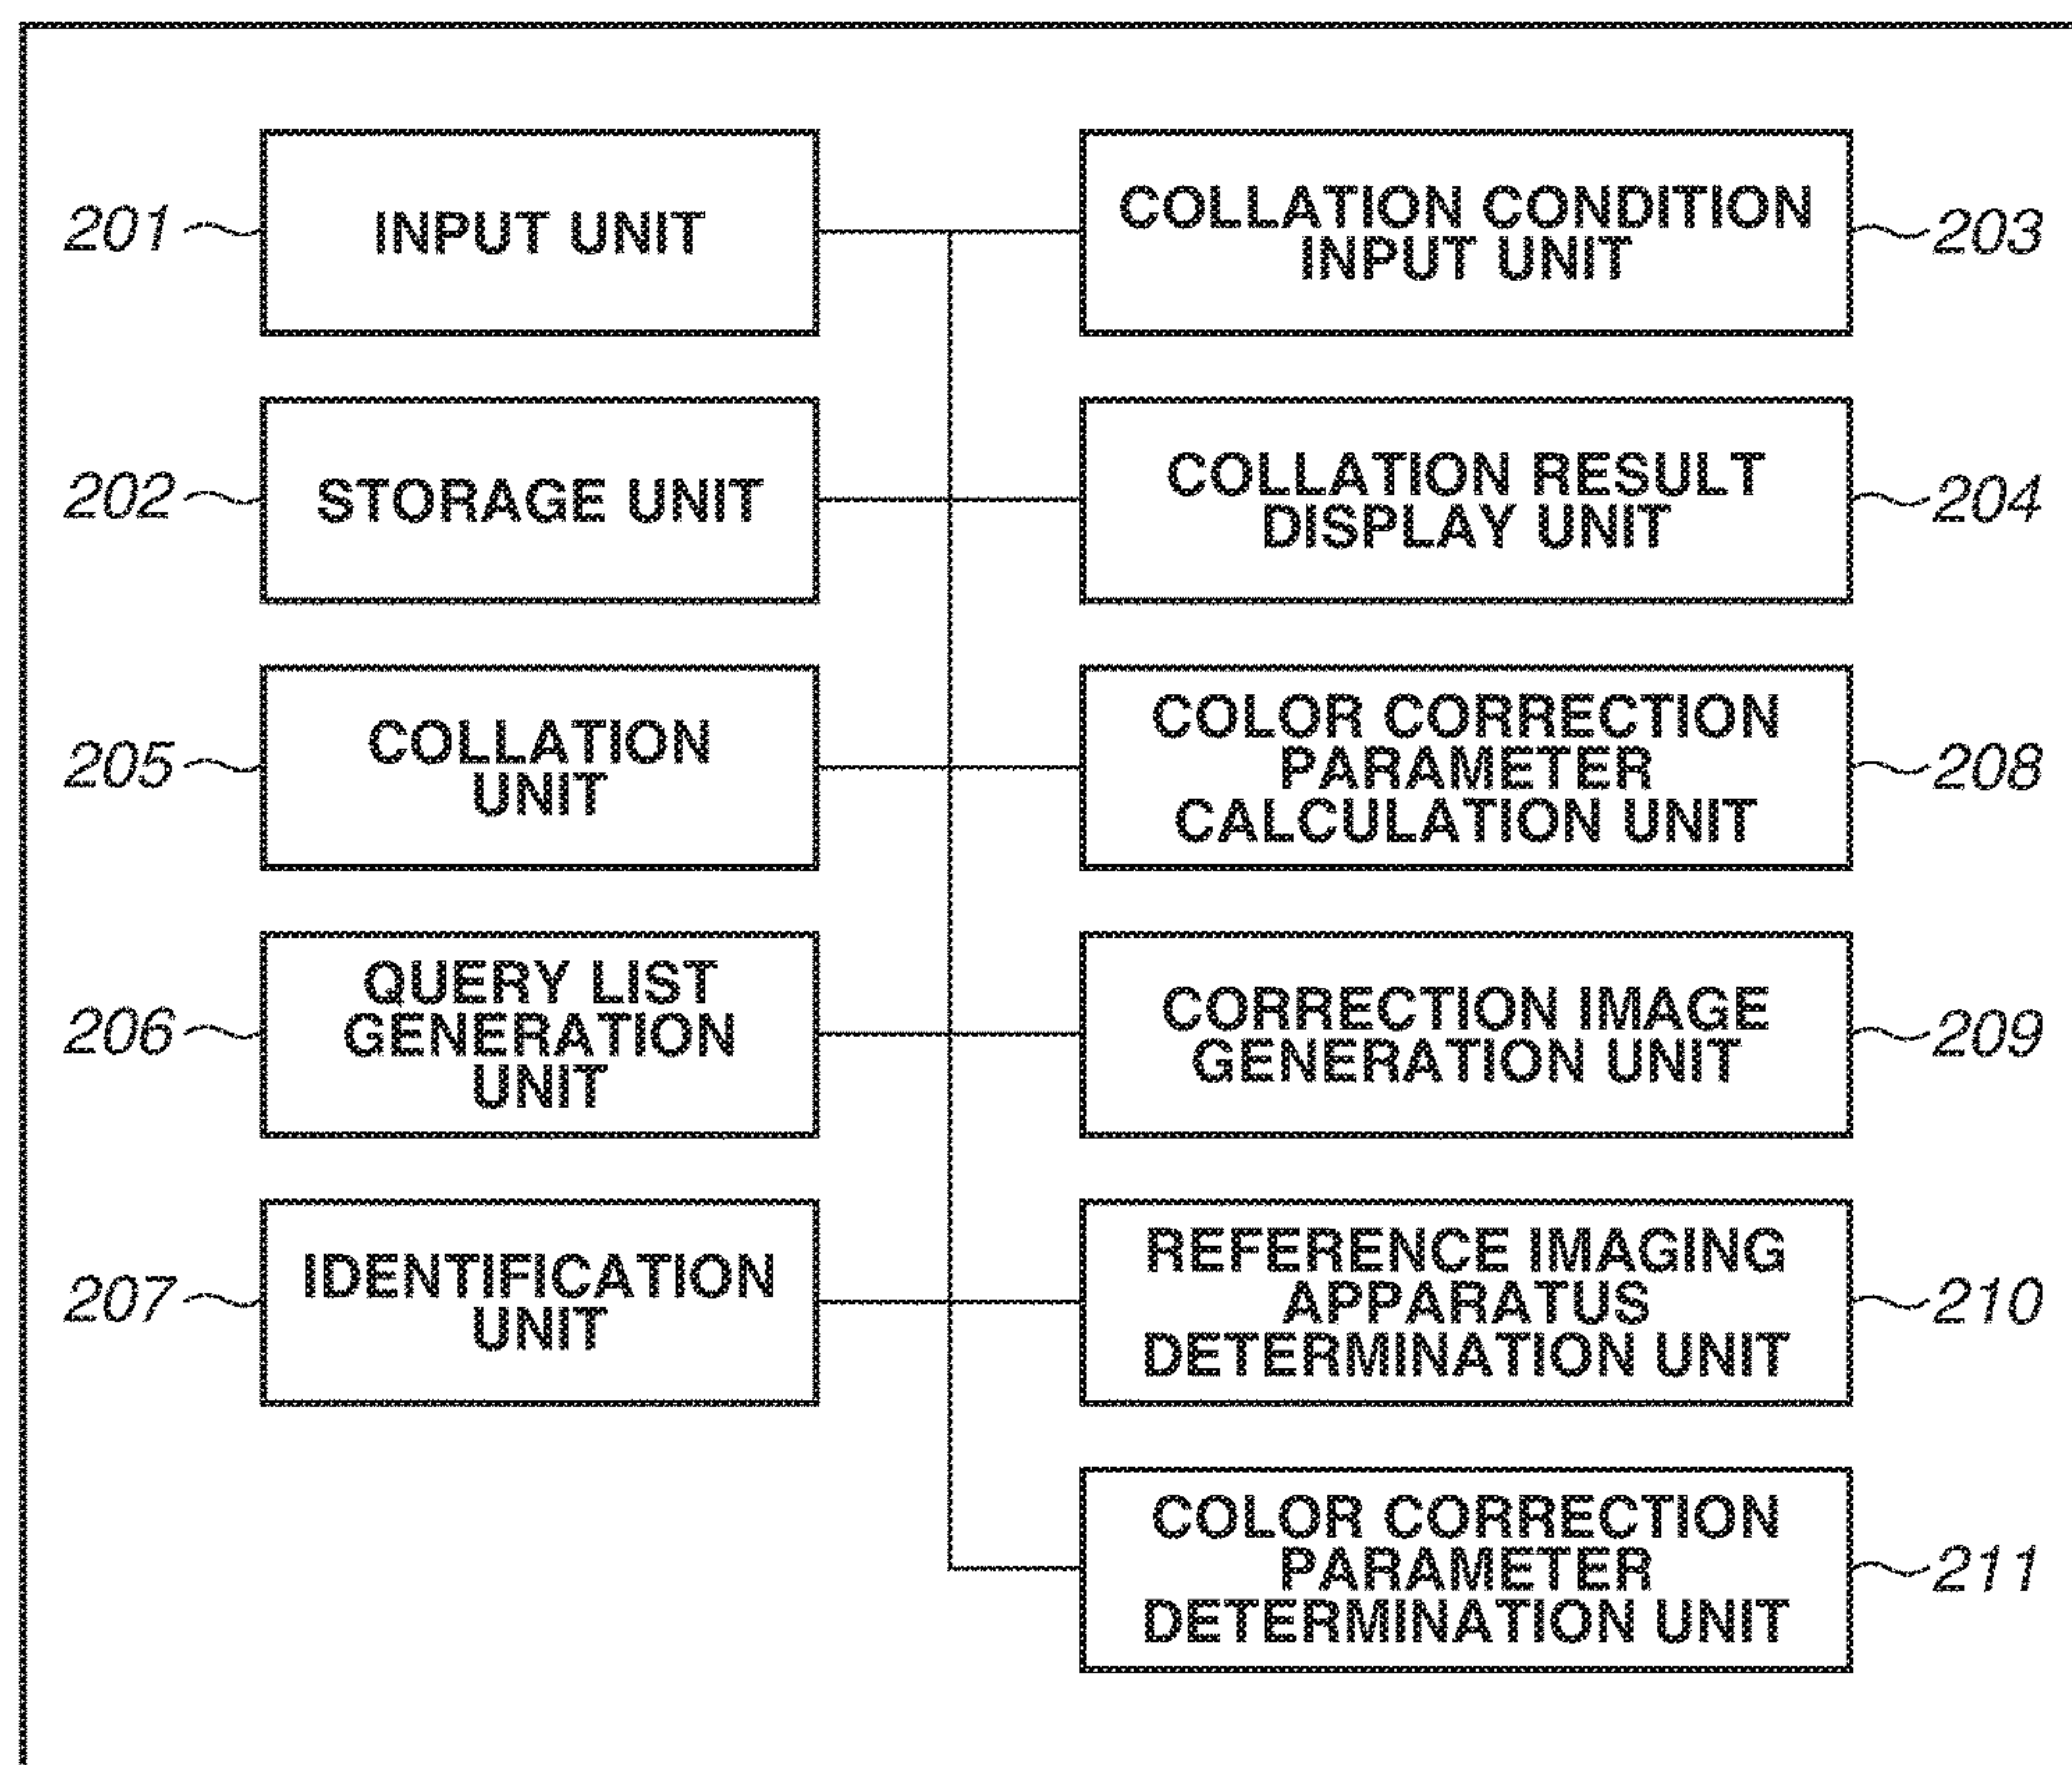 201
INPUT UNIT
COLLATION CONDITION
INPUT UNIT
203
202
STORAGE UNIT
COLLATION RESULT
DISPLAY UNIT
204
205
COLLATION
UNIT
COLOR CORRECTION
PARAMETER
CALCULATION UNIT
208
206
QUERY LIST
GENERATION
UNIT
CORRECTION IMAGE
GENERATION UNIT
209
207
IDENTIFICATION
UNIT
REFERENCE IMAGING
APPARATUS
DETERMINATION UNIT
210
COLOR CORRECTION
PARAMETER
DETERMINATION UNIT
211